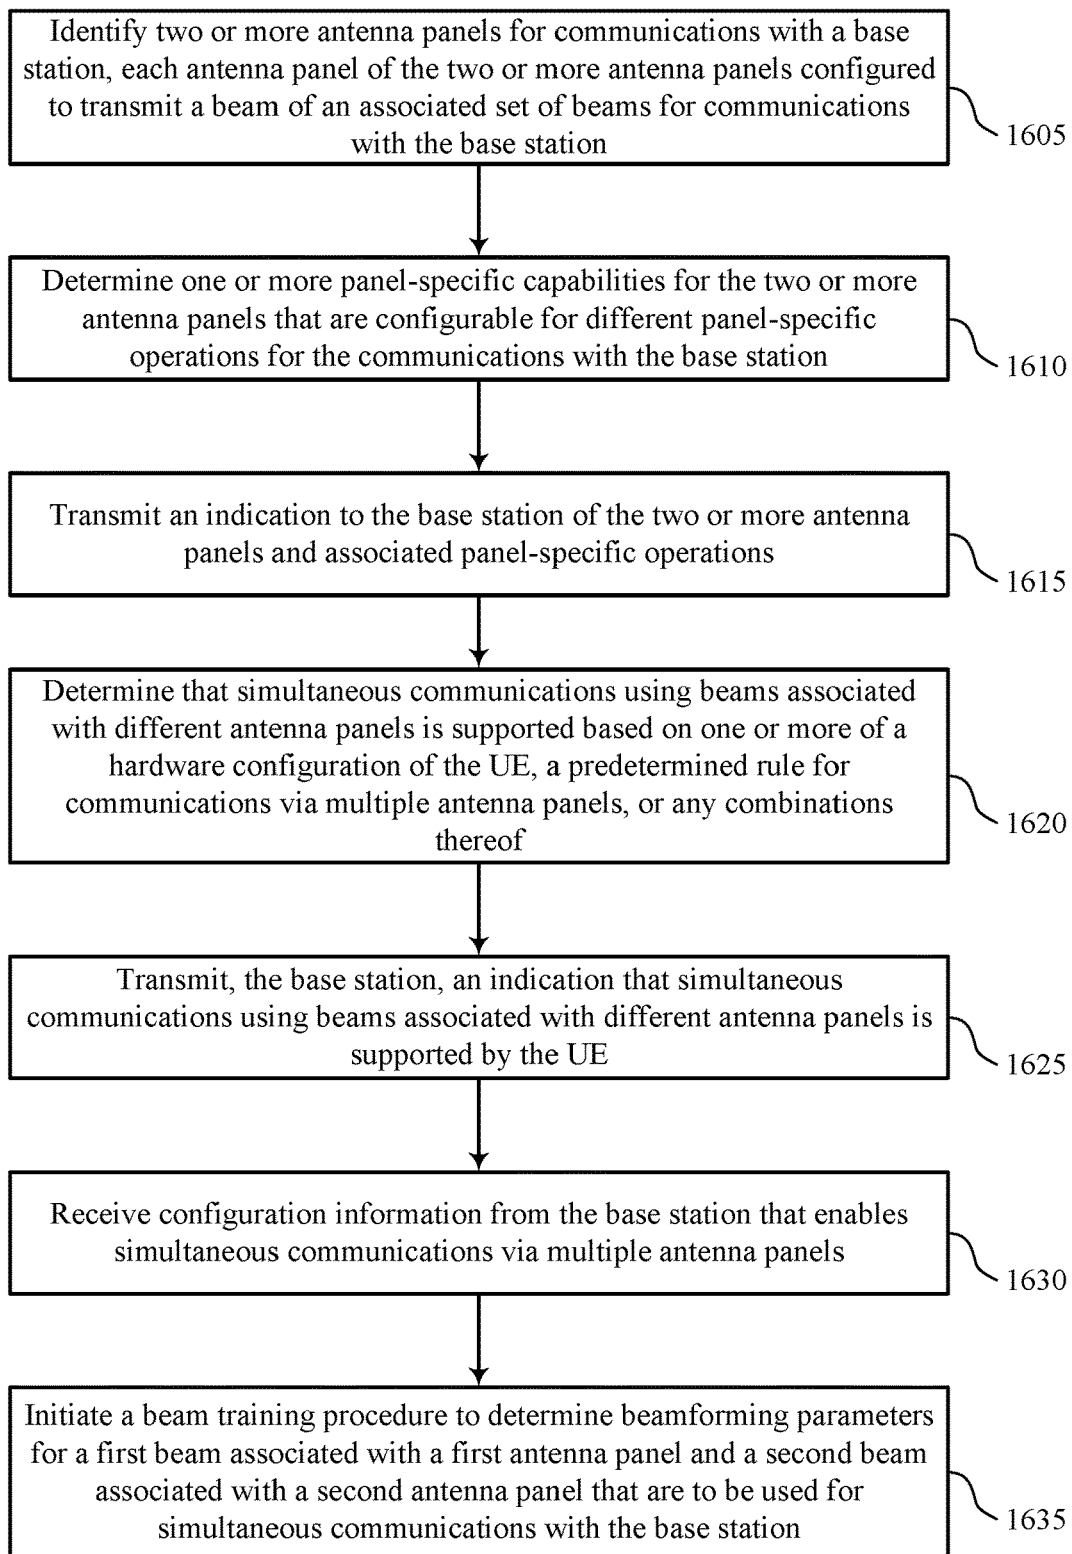 Identify two or more antenna panels for communications with a base
station, each antenna panel of the two or more antenna panels configured
to transmit a beam of an associated set of beams for communications
with the base station
1605
Determine one or more panel-specific capabilities for the two or more
antenna panels that are configurable for different panel-specific
operations for the communications with the base station
1610
Transmit an indication to the base station of the two or more antenna
panels and associated panel-specific operations
1615
Determine that simultaneous communications using beams associated
with different antenna panels is supported based on one or more of a
hardware configuration of the UE, a predetermined rule for
communications via multiple antenna panels, or any combinations
thereof
1620
Transmit, the base station, an indication that simultaneous
communications using beams associated with different antenna panels is
supported by the UE
1625
Receive configuration information from the base station that enables
simultaneous communications via multiple antenna panels
1630
Initiate a beam training procedure to determine beamforming parameters
for a first beam associated with a first antenna panel and a second beam
associated with a second antenna panel that are to be used for
simultaneous communications with the base station
1635